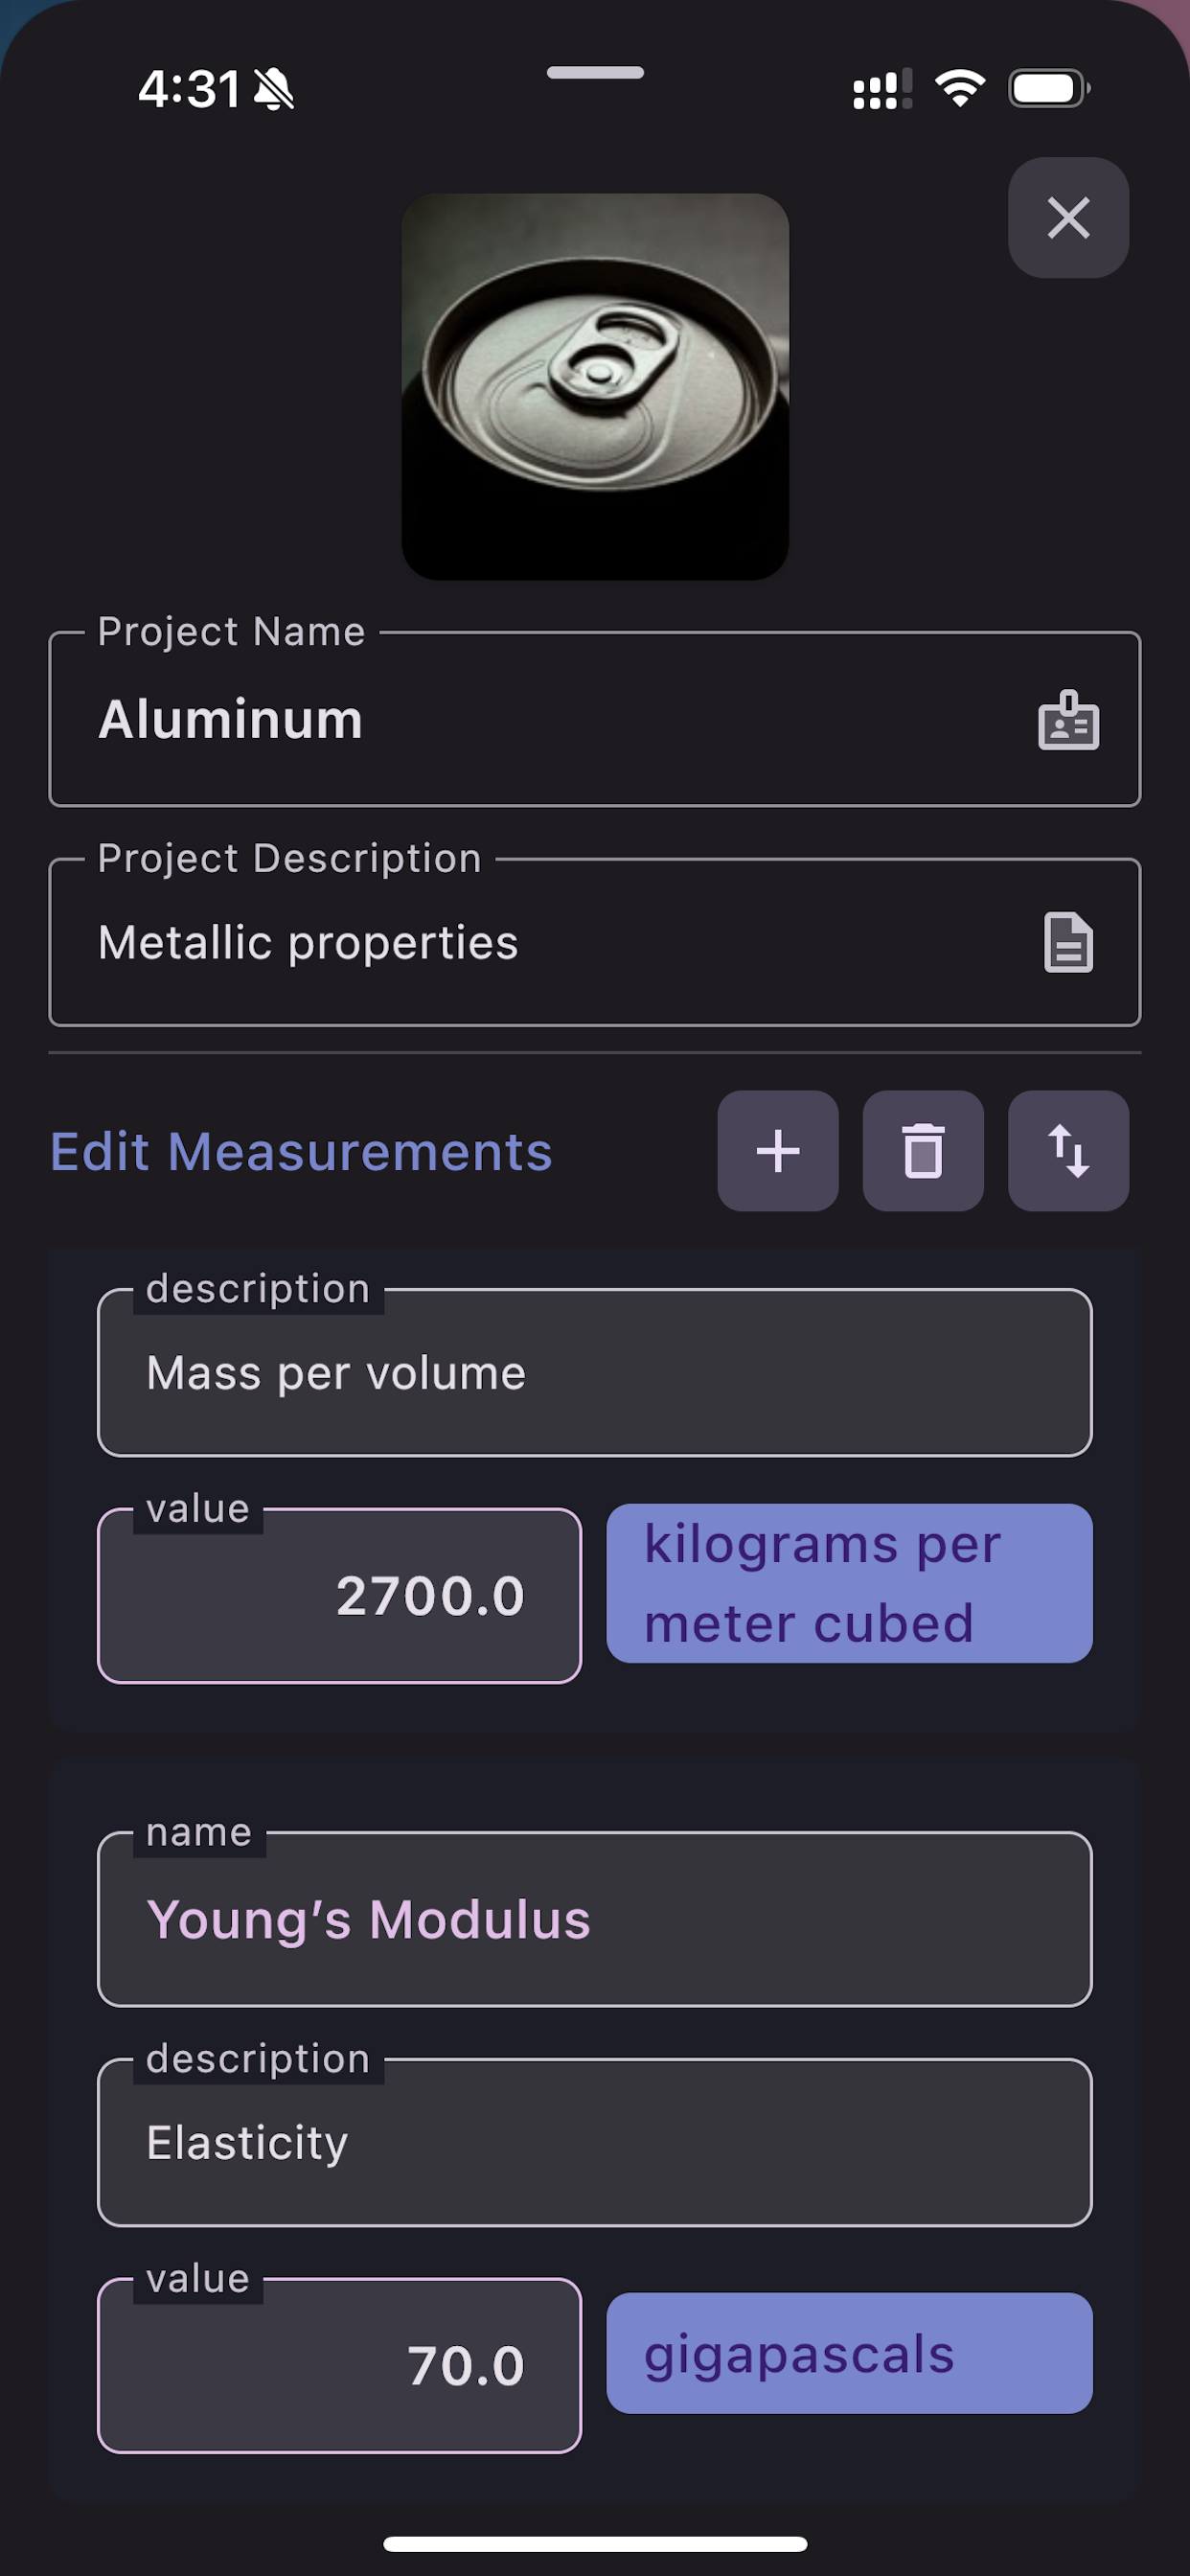 4:31
Project Name
Aluminum
Project Description
Metallic properties
Edit Measurements
description
Mass per volume
value
2700.0
kilograms per
meter cubed
name
Young’s Modulus
description
Elasticity
value
70.0
gigapascals